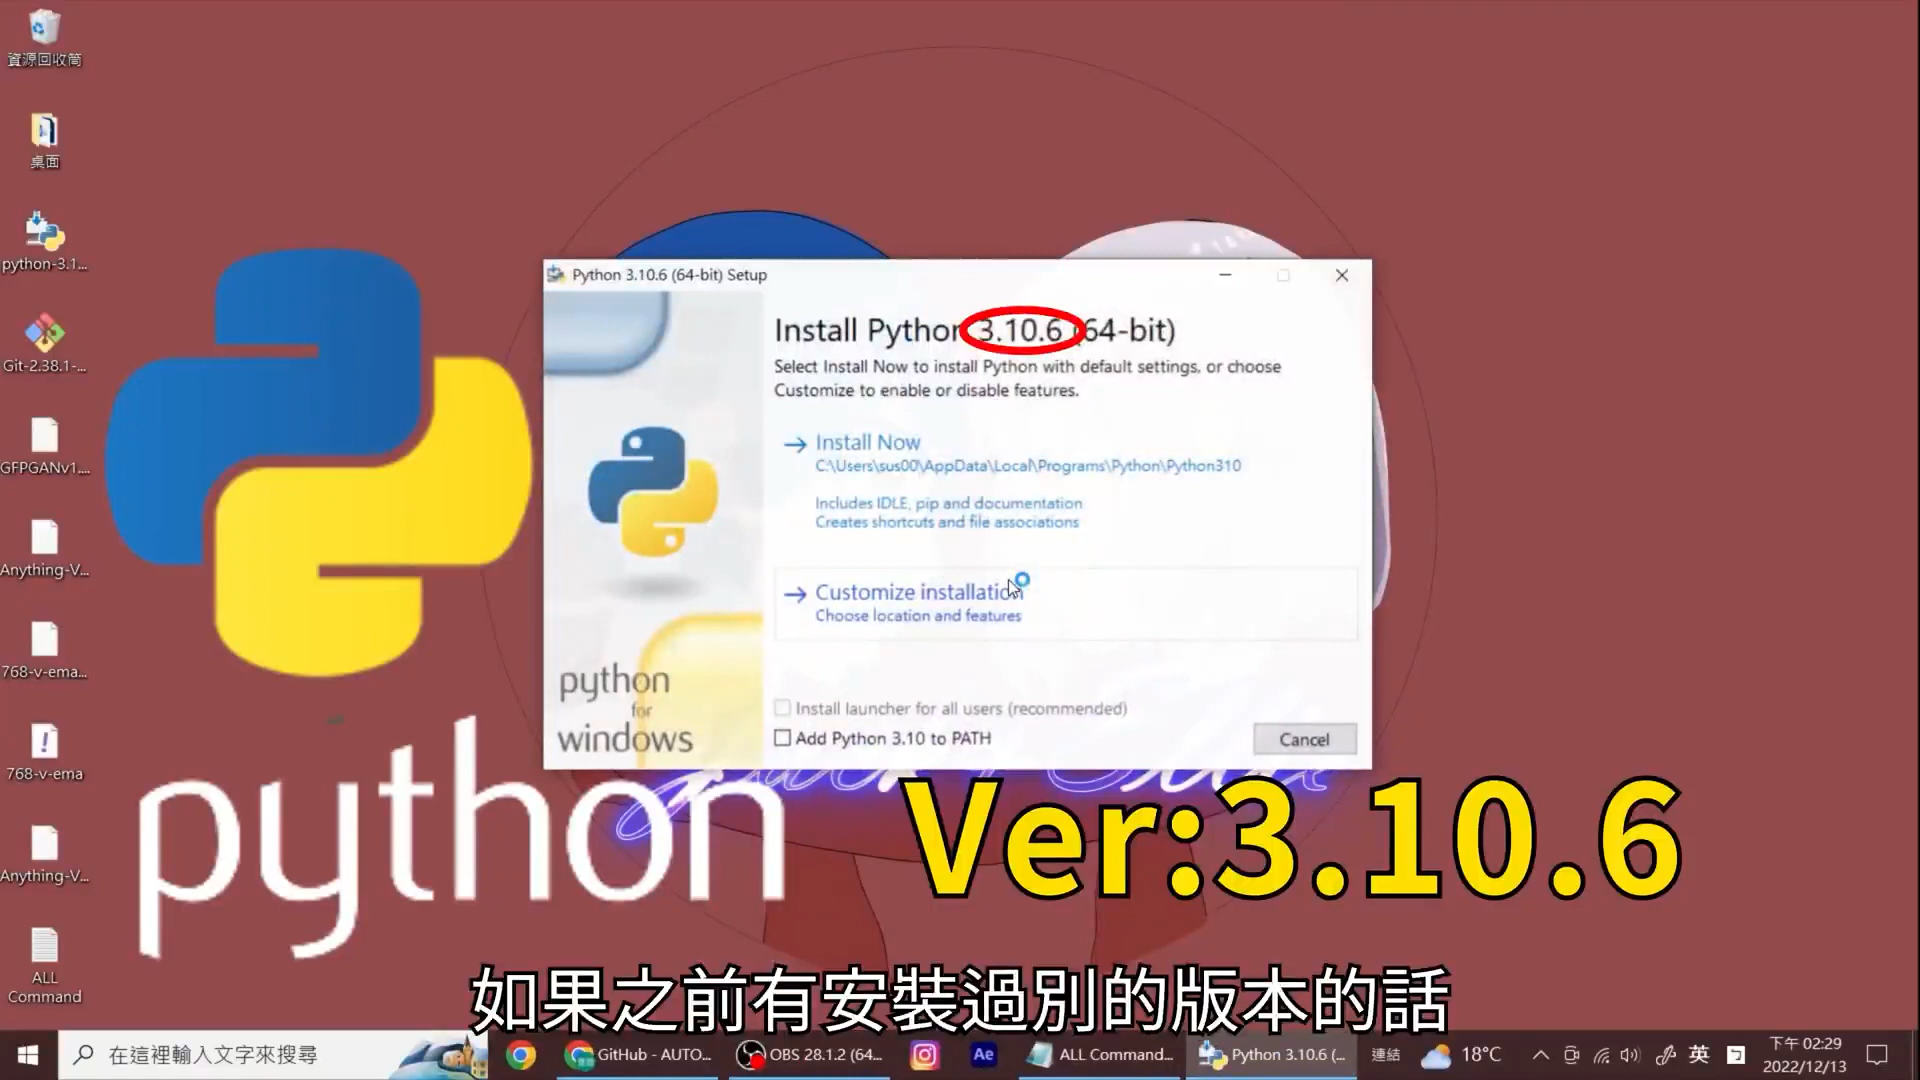 資源回收筒
桌面
python-3.1...
Git-2.38.1-...
GFPGANv1....
Anything-V...
768-v-ema...
768-v-ema
Anything-V...
ALL
Command
python
Python 3.10.6 (64-bit) Setup
Install Python 3.10.6 (64-bit)
Select Install Now to install Python with default settings, or choose
Customize to enable or disable features.
→ Install Now
C:\Users\sus00\AppData\Local\Programs\Python\Python310
Includes IDLE, pip and documentation
Creates shortcuts and file associations
→ Customize installation
Choose location and features
python
for
windows
Install launcher for all users (recommended)
Add Python 3.10 to PATH
Cancel
Ver:3.10.6
如果之前有安裝過別的版本的話
在這裡輸入文字來搜尋
GitHub - AUTO...
OBS 28.1.2 (64...
Ae
ALL Command...
Python 3.10.6 (...
連結
18°C
英
下午 02:29
2022/12/13